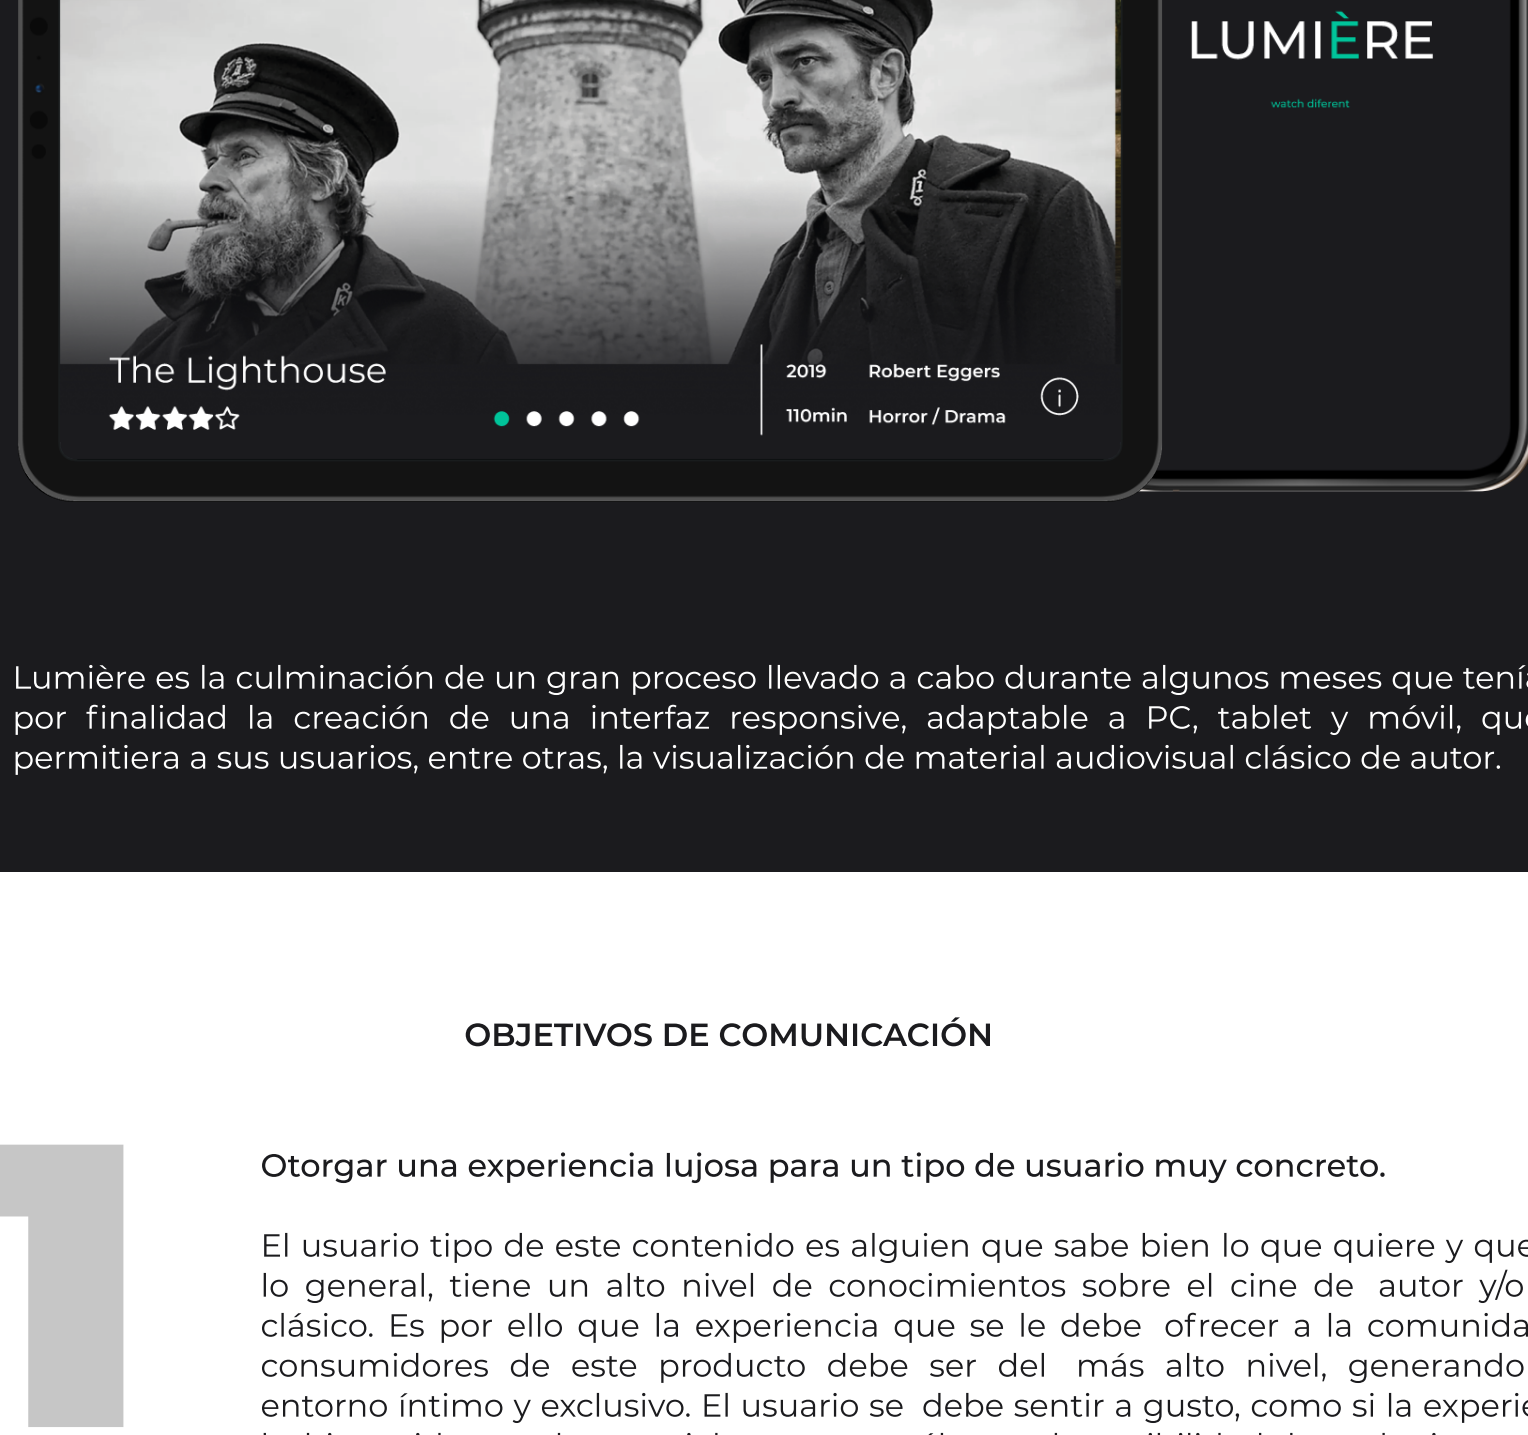 LUMIÈRE
watch diferent
The Lighthouse
2019 Robert Eggers
110min Horror / Drama
Lumière es la culminación de un gran proceso llevado a cabo durante algunos meses que tenía
por finalidad la creación de una interfaz responsive, adaptable a PC, tablet y móvil, que
permitiera a sus usuarios, entre otras, la visualización de material audiovisual clásico de autor.
OBJETIVOS DE COMUNICACIÓN
1
Otorgar una experiencia lujosa para un tipo de usuario muy concreto.
El usuario tipo de este contenido es alguien que sabe bien lo que quiere y que
lo general, tiene un alto nivel de conocimientos sobre el cine de autor y/o
clásico. Es por ello que la experiencia que se le debe ofrecer a la
consumidores de este producto debe ser del más alto nivel, generando
entorno íntimo y exclusivo. El usuario se debe sentir a gusto, como si la